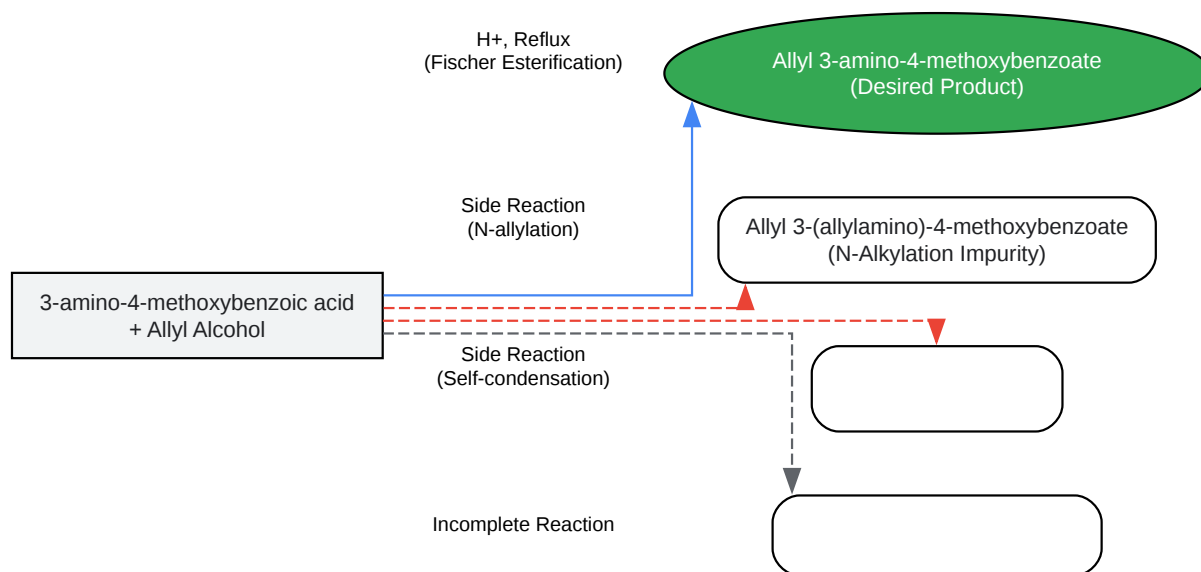 H+, Reflux
(Fischer Esterification)
Allyl 3-amino-4-methoxybenzoate
(Desired Product)
Side Reaction
(N-allylation)
Allyl 3-(allylamino)-4-methoxybenzoate
(N-Alkylation Impurity)
3-amino-4-methoxybenzoic acid
+ Allyl Alcohol
Side Reaction
(Self-condensation)
Incomplete Reaction